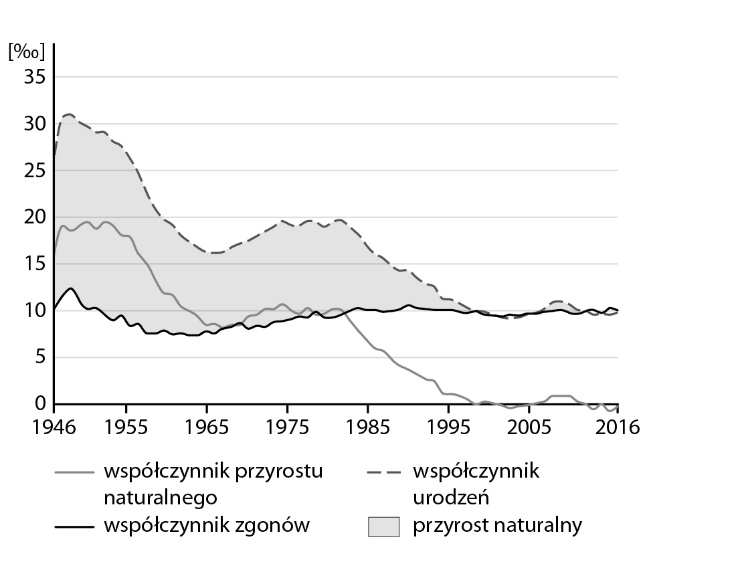 [‰]
35
30
25
20
15
10
5
0
1946 1955 1965 1975 1985 1995 2005 2016
współczynnik przyrostu
naturalnego
współczynnik
urodzeń
współczynnik zgonów
przyrost naturalny